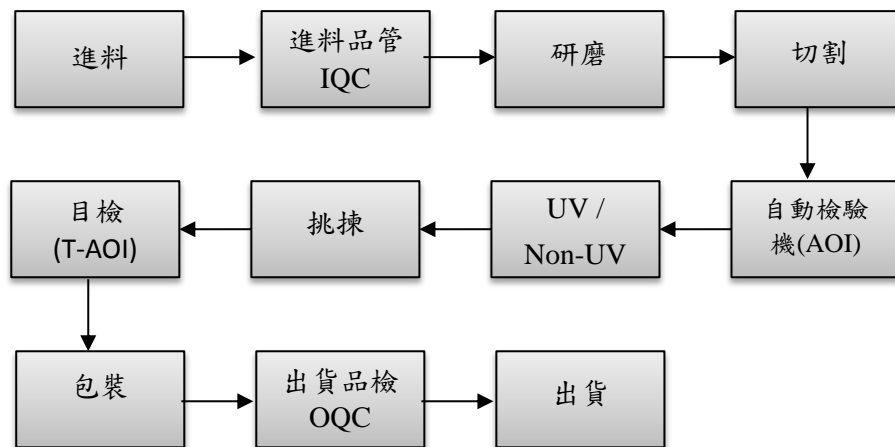 進料
進料品管
IQC
研磨
切割
自動檢驗
機(AOI)
UV /
Non-UV
挑揀
目檢
(T-AOI)
包裝
出貨品檢
OQC
出貨